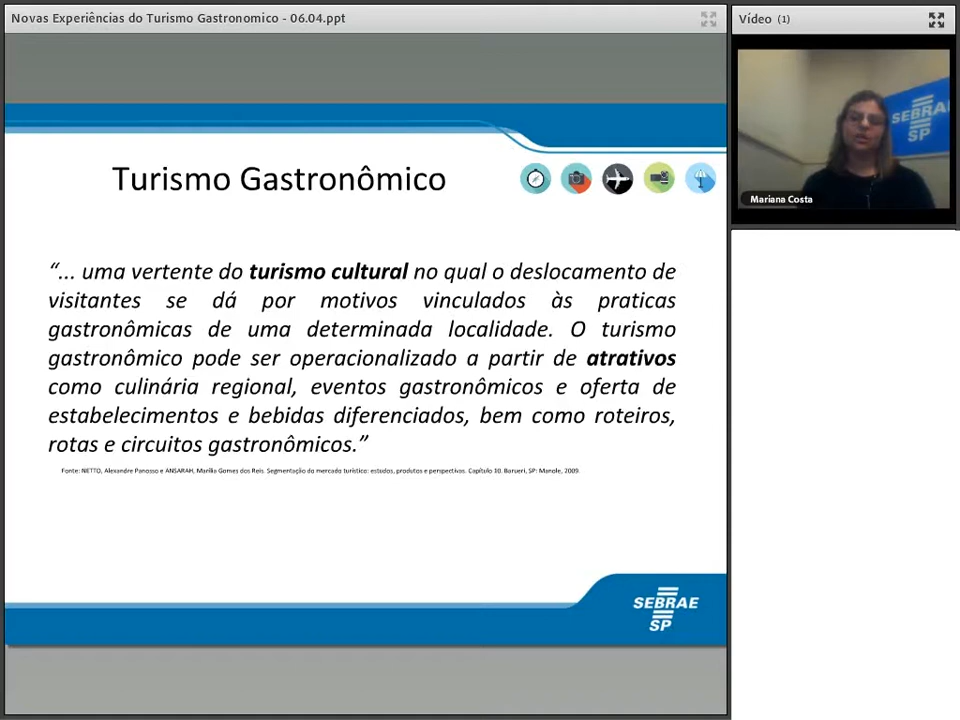 Novas Experiências do Turismo Gastronomico - 06.04.ppt
Vídeo (1)
SEBRAE
SP
Mariana Costa
Turismo Gastronômico
“... uma vertente do turismo cultural no qual o deslocamento de
visitantes se dá por motivos vinculados às praticas
gastronômicas de uma determinada localidade. O turismo
gastronômico pode ser operacionalizado a partir de atrativos
como culinária regional, eventos gastronômicos e oferta de
estabelecimentos e bebidas diferenciados, bem como roteiros,
rotas e circuitos gastronômicos.”
Fonte: NETTO, Alexandre Panosso e ANSARAH, Marília Gomes dos Reis. Segmentação do mercado turístico: estudos, produtos e perspectivas. Capítulo 10. Barueri, SP: Manole, 2009.
SEBRAE
SP